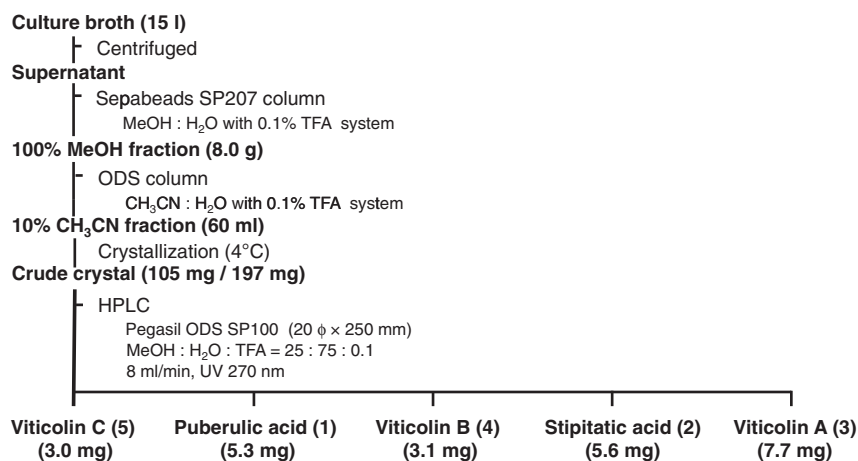 Culture broth (15 l)
Centrifuged
Supernatant
Sepabeads SP207 column
MeOH : H₂O with 0.1% TFA system
100% MeOH fraction (8.0 g)
ODS column
CH₃CN : H₂O with 0.1% TFA system
10% CH₃CN fraction (60 ml)
Crystallization (4°C)
Crude crystal (105 mg / 197 mg)
HPLC
Pegasil ODS SP100 (20 ϕ × 250 mm)
MeOH : H₂O : TFA = 25 : 75 : 0.1
8 ml/min, UV 270 nm
Viticolin C (5) Puberulic acid (1) Viticolin B (4) Stipitatic acid (2) Viticolin A (3)
(3.0 mg) (5.3 mg) (3.1 mg) (5.6 mg) (7.7 mg)